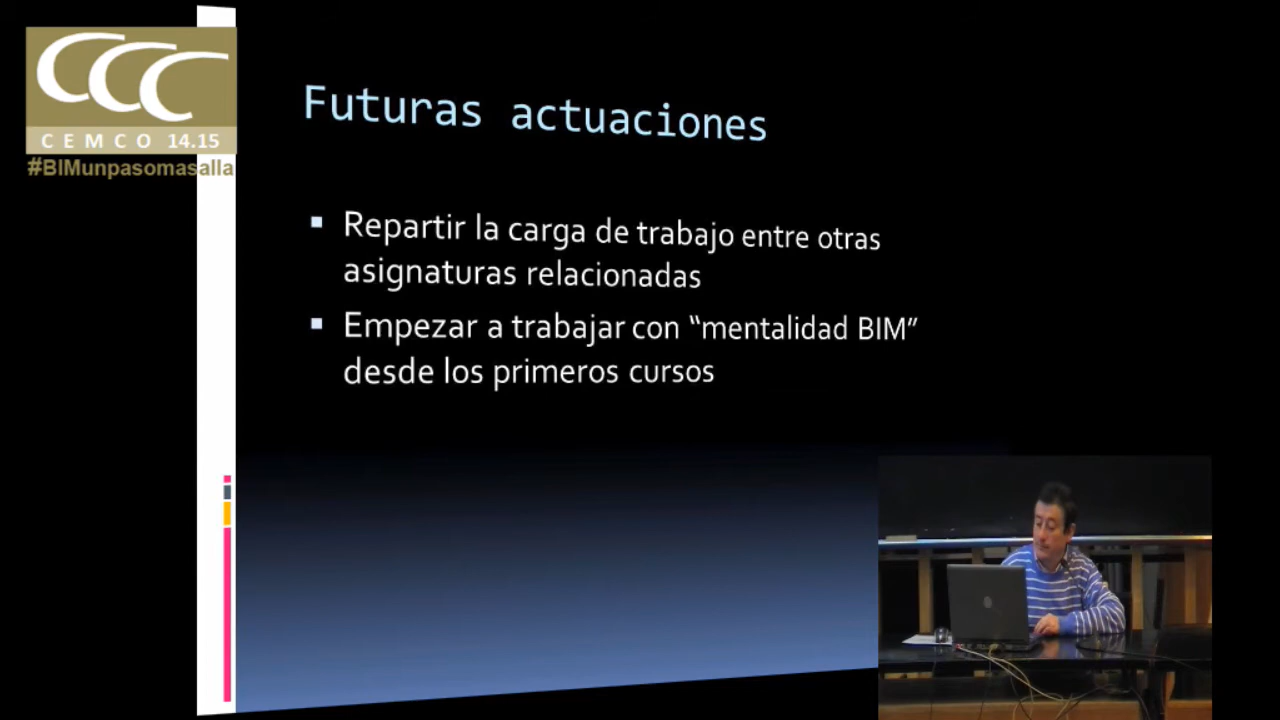 CCC
CEMCO 14.15
#BIMunpasomasalla
Futuras actuaciones
Repartir la carga de trabajo entre otras
asignaturas relacionadas
Empezar a trabajar con “mentalidad BIM”
desde los primeros cursos